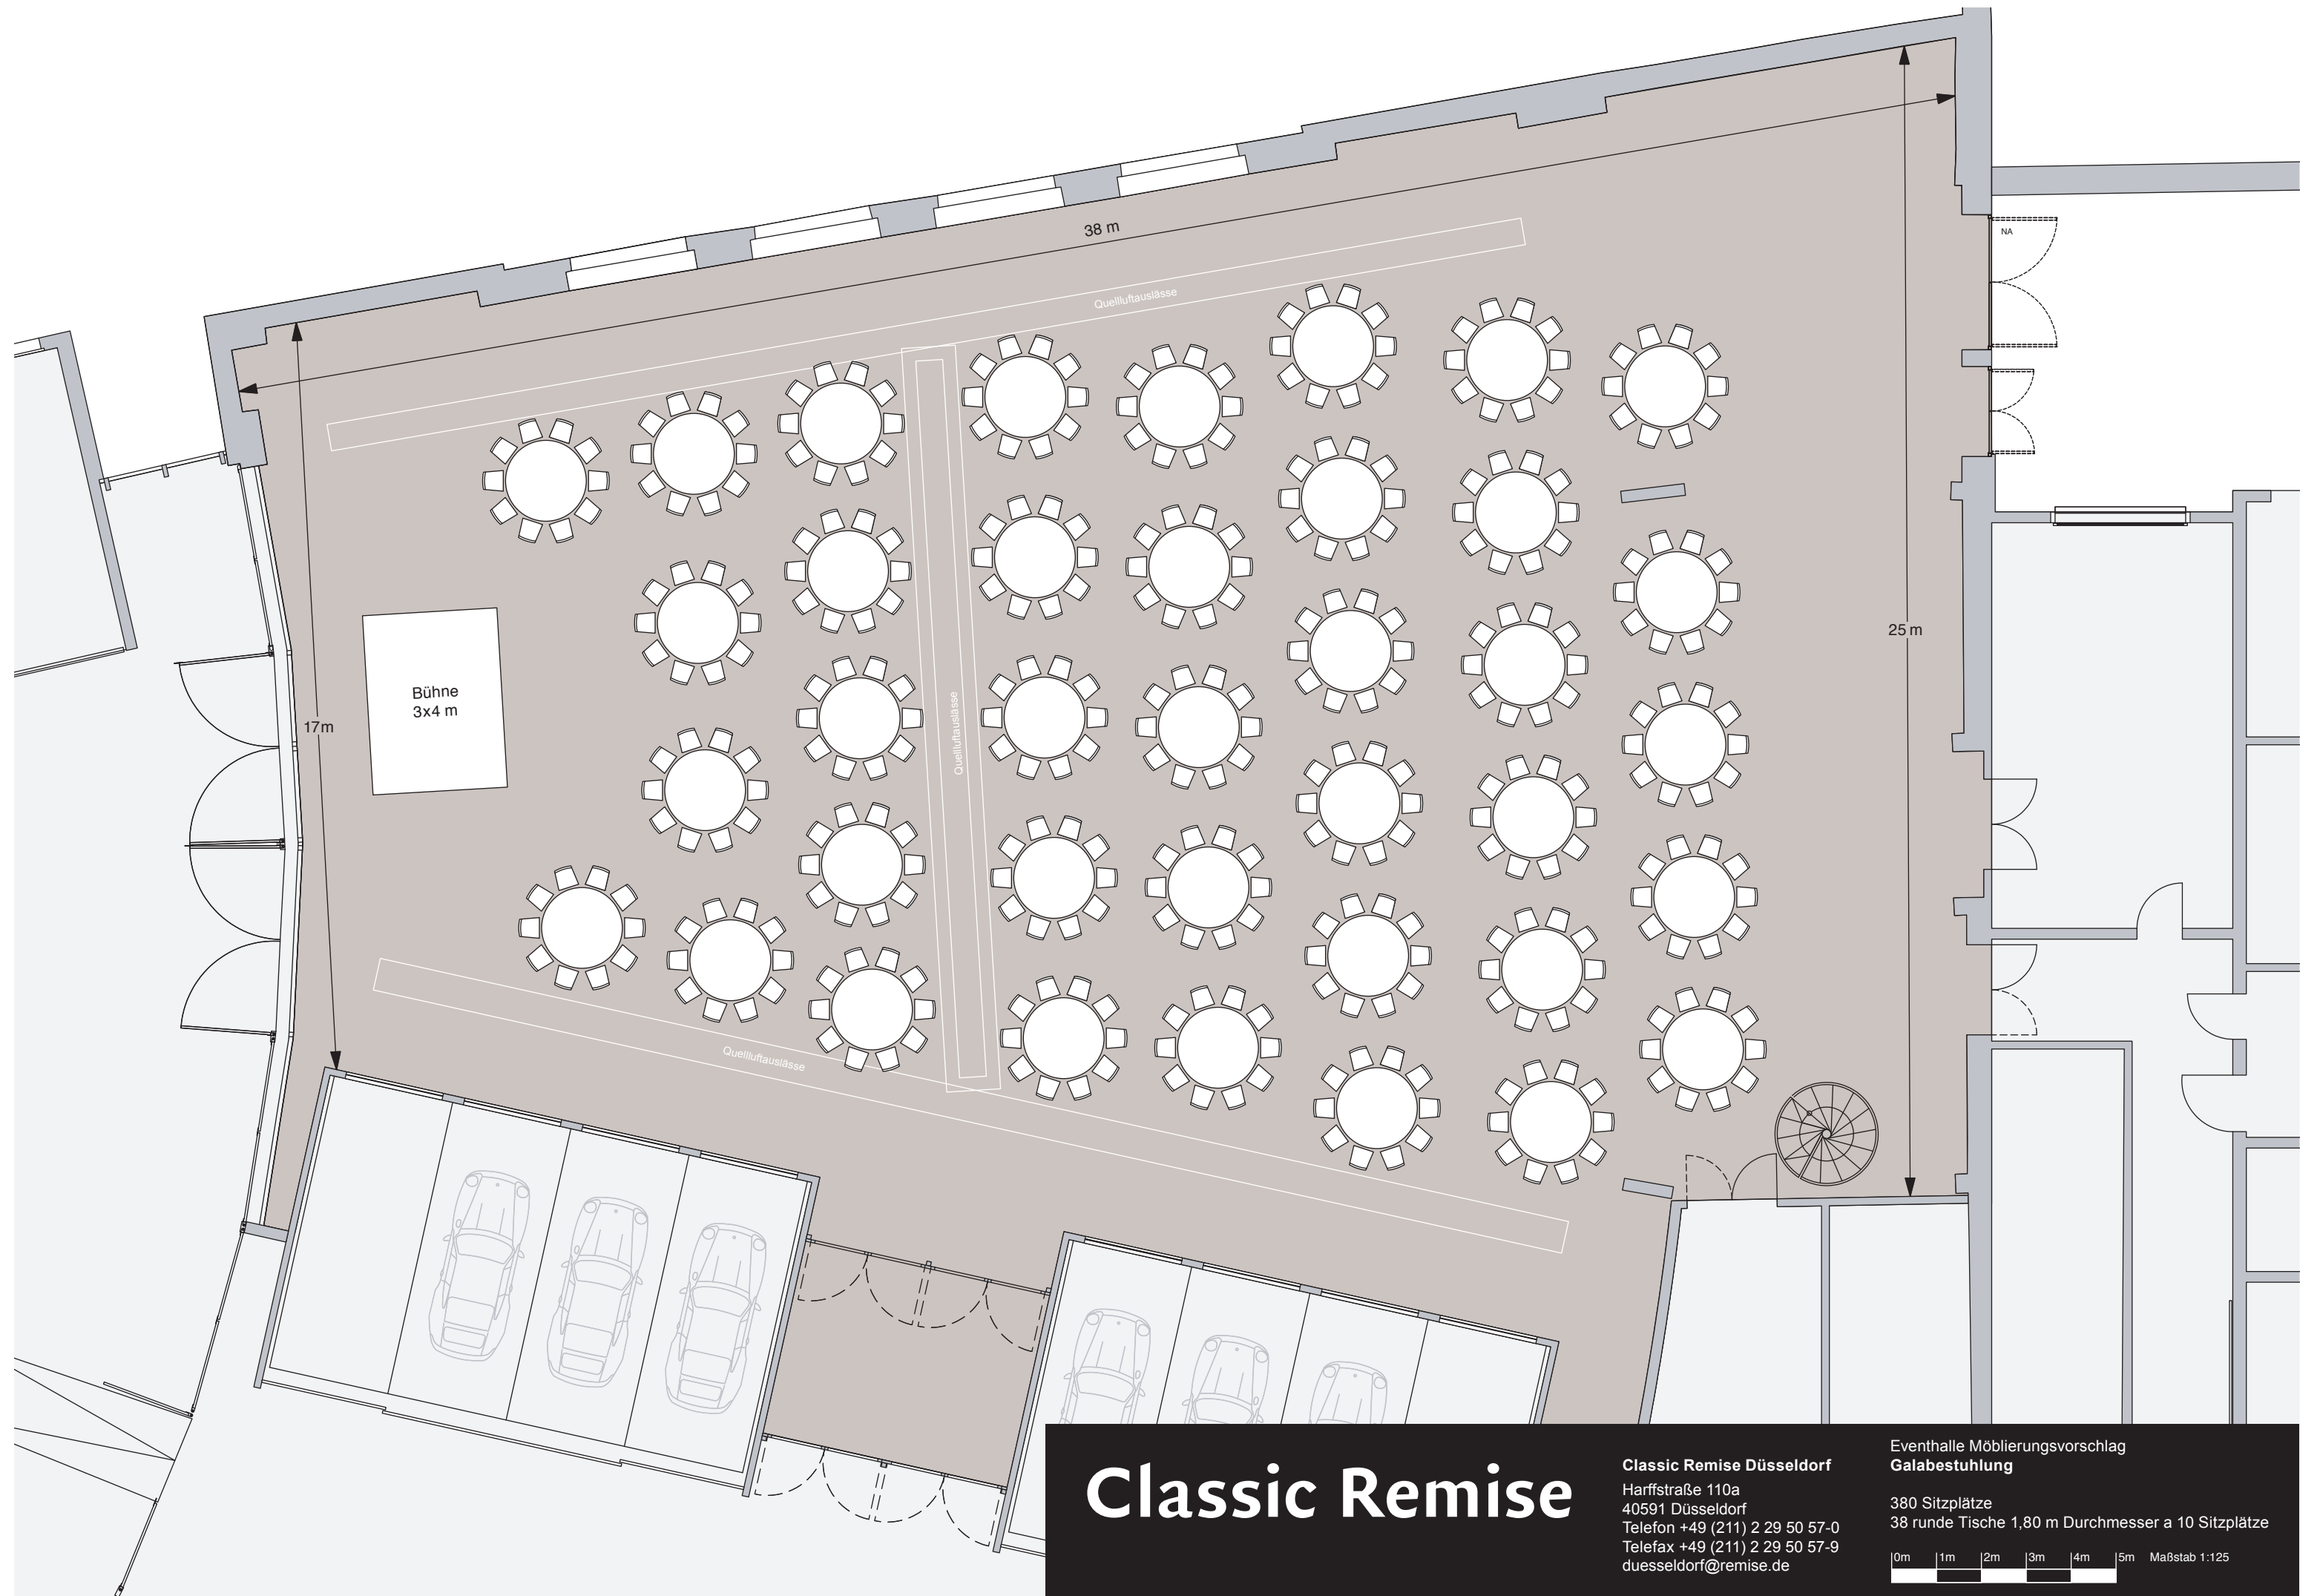 38 m
NA
Quellluftauslässe
25 m
Bühne
3x4 m
17m
Quellluftauslässe
Quellluftauslässe
Classic Remise
Classic Remise Düsseldorf
Harffstraße 110a
40591 Düsseldorf
Telefon +49 (211) 2 29 50 57-0
Telefax +49 (211) 2 29 50 57-9
duesseldorf@remise.de
Eventhalle Möblierungsvorschlag
Galabestuhlung
380 Sitzplätze
38 runde Tische 1,80 m Durchmesser a 10 Sitzplätze
0m 1m 2m 3m 4m 5m Maßstab 1:125